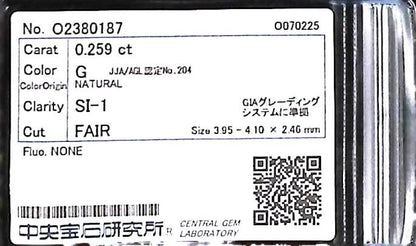 No. O2380187 O070225
Carat 0.259 ct
Color G JJA/AGL認定No.204
ColorOrigin NATURAL
Clarity SI-1 GIAグレーディング
システムに準拠
Cut FAIR Size 3.95 - 4.10 × 2.46 mm
Fluo. NONE
中央宝石研究所® CENTRAL GEM
LABORATORY